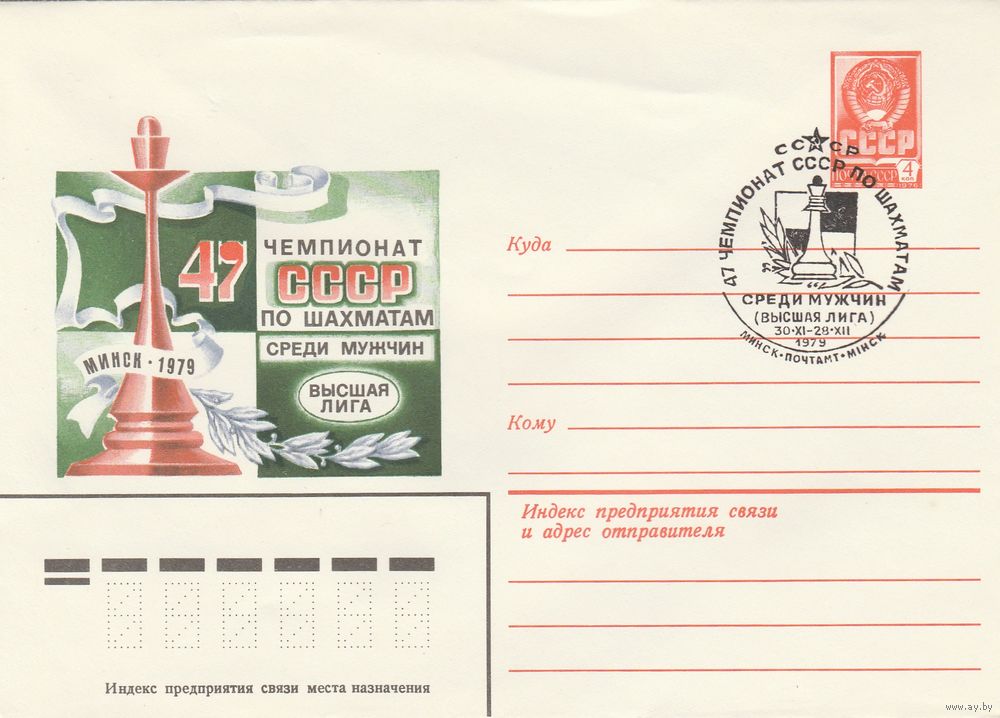 47
ЧЕМПИОНАТ
СССР
ПО ШАХМАТАМ
СРЕДИ МУЖЧИН
ВЫСШАЯ
ЛИГА
МИНСК · 1979
СССР
ПОЧТА СССР
4
КОП
1976
СССР
47 ЧЕМПИОНАТ СССР ПО ШАХМАТАМ
СРЕДИ МУЖЧИН
(ВЫСШАЯ ЛИГА)
30·XI–28·XII
1979
МИНСК·ПОЧТАМТ·МІНСК
Куда
Кому
Индекс предприятия связи
и адрес отправителя
Индекс предприятия связи места назначения
www.ay.by